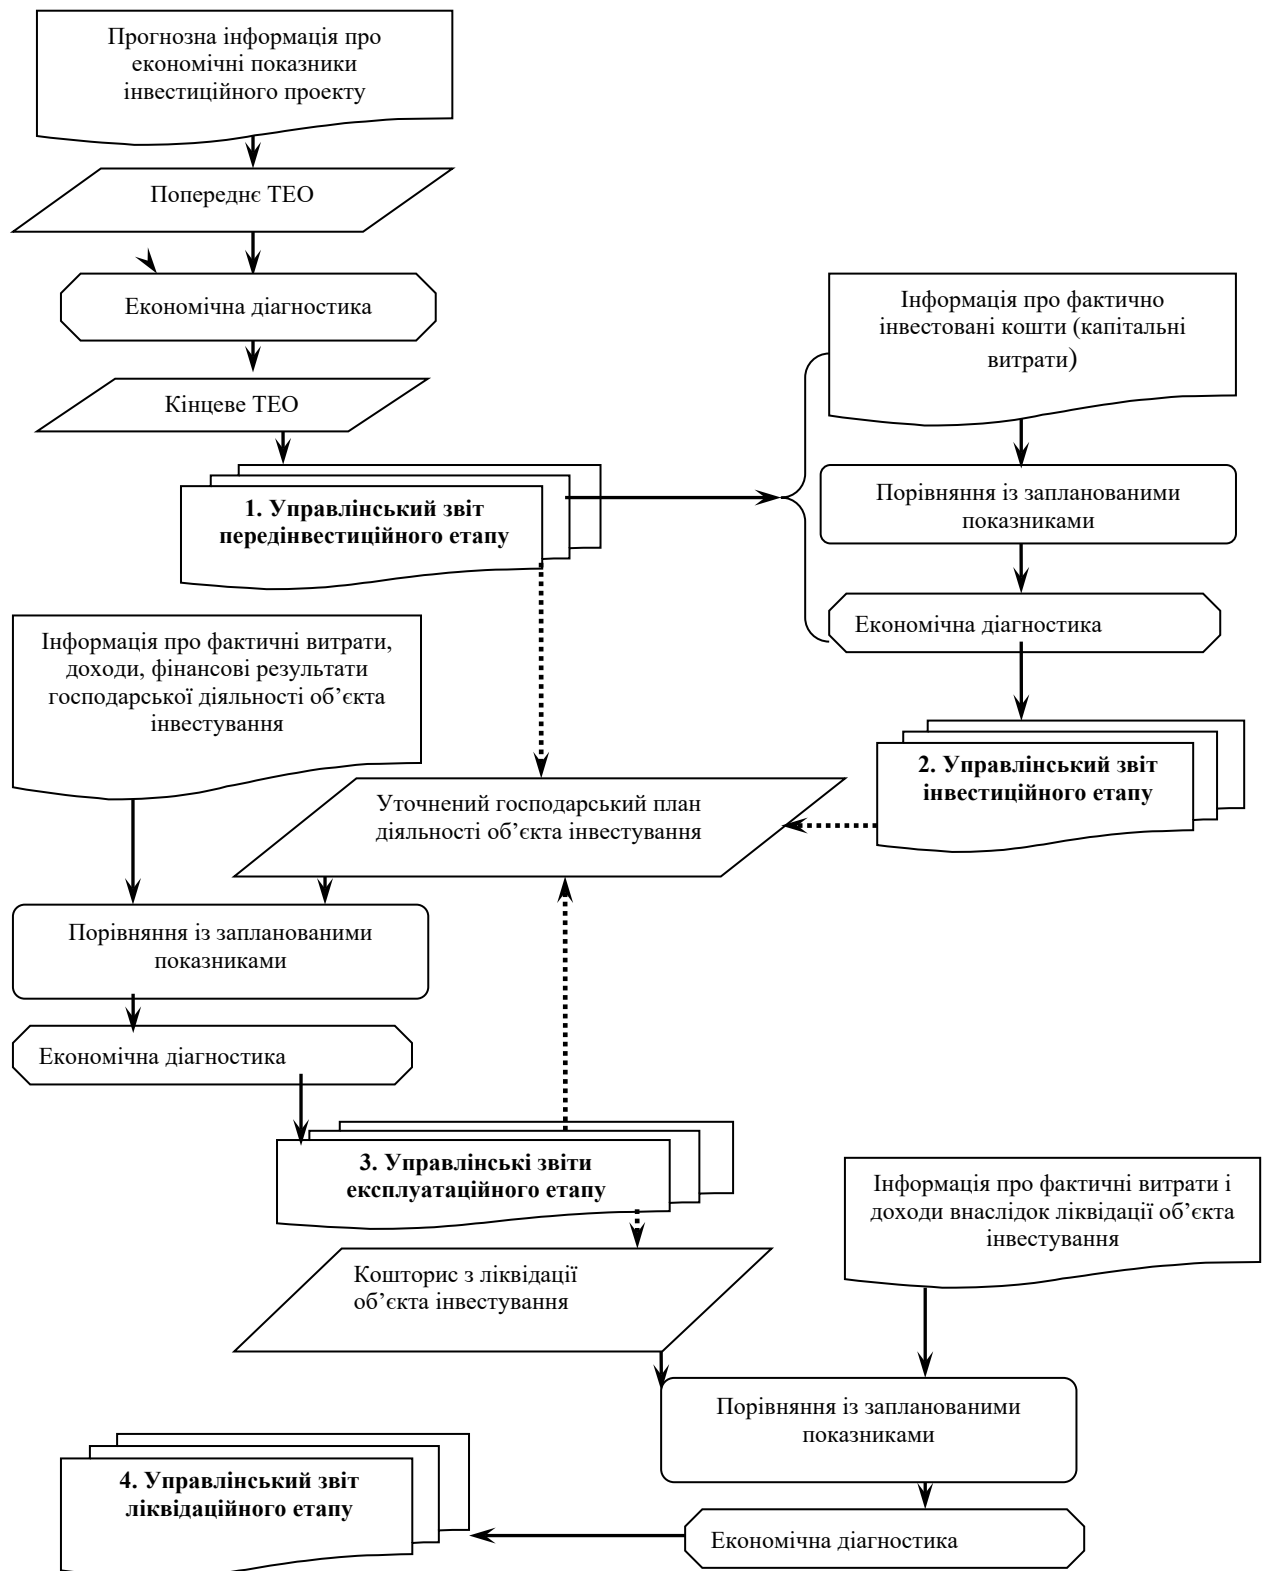 Прогнозна інформація про
економічні показники
інвестиційного проекту
Попереднє ТЕО
Економічна діагностика
Кінцеве ТЕО
1. Управлінський звіт
передінвестиційного етапу
Інформація про фактично
інвестовані кошти (капітальні
витрати)
Порівняння із запланованими
показниками
Економічна діагностика
2. Управлінський звіт
інвестиційного етапу
Інформація про фактичні витрати,
доходи, фінансові результати
господарської діяльності об’єкта
інвестування
Уточнений господарський план
діяльності об’єкта інвестування
Порівняння із запланованими
показниками
Економічна діагностика
3. Управлінські звіти
експлуатаційного етапу
Інформація про фактичні витрати і
доходи внаслідок ліквідації об’єкта
інвестування
Кошторис з ліквідації
об’єкта інвестування
Порівняння із запланованими
показниками
4. Управлінський звіт
ліквідаційного етапу
Економічна діагностика